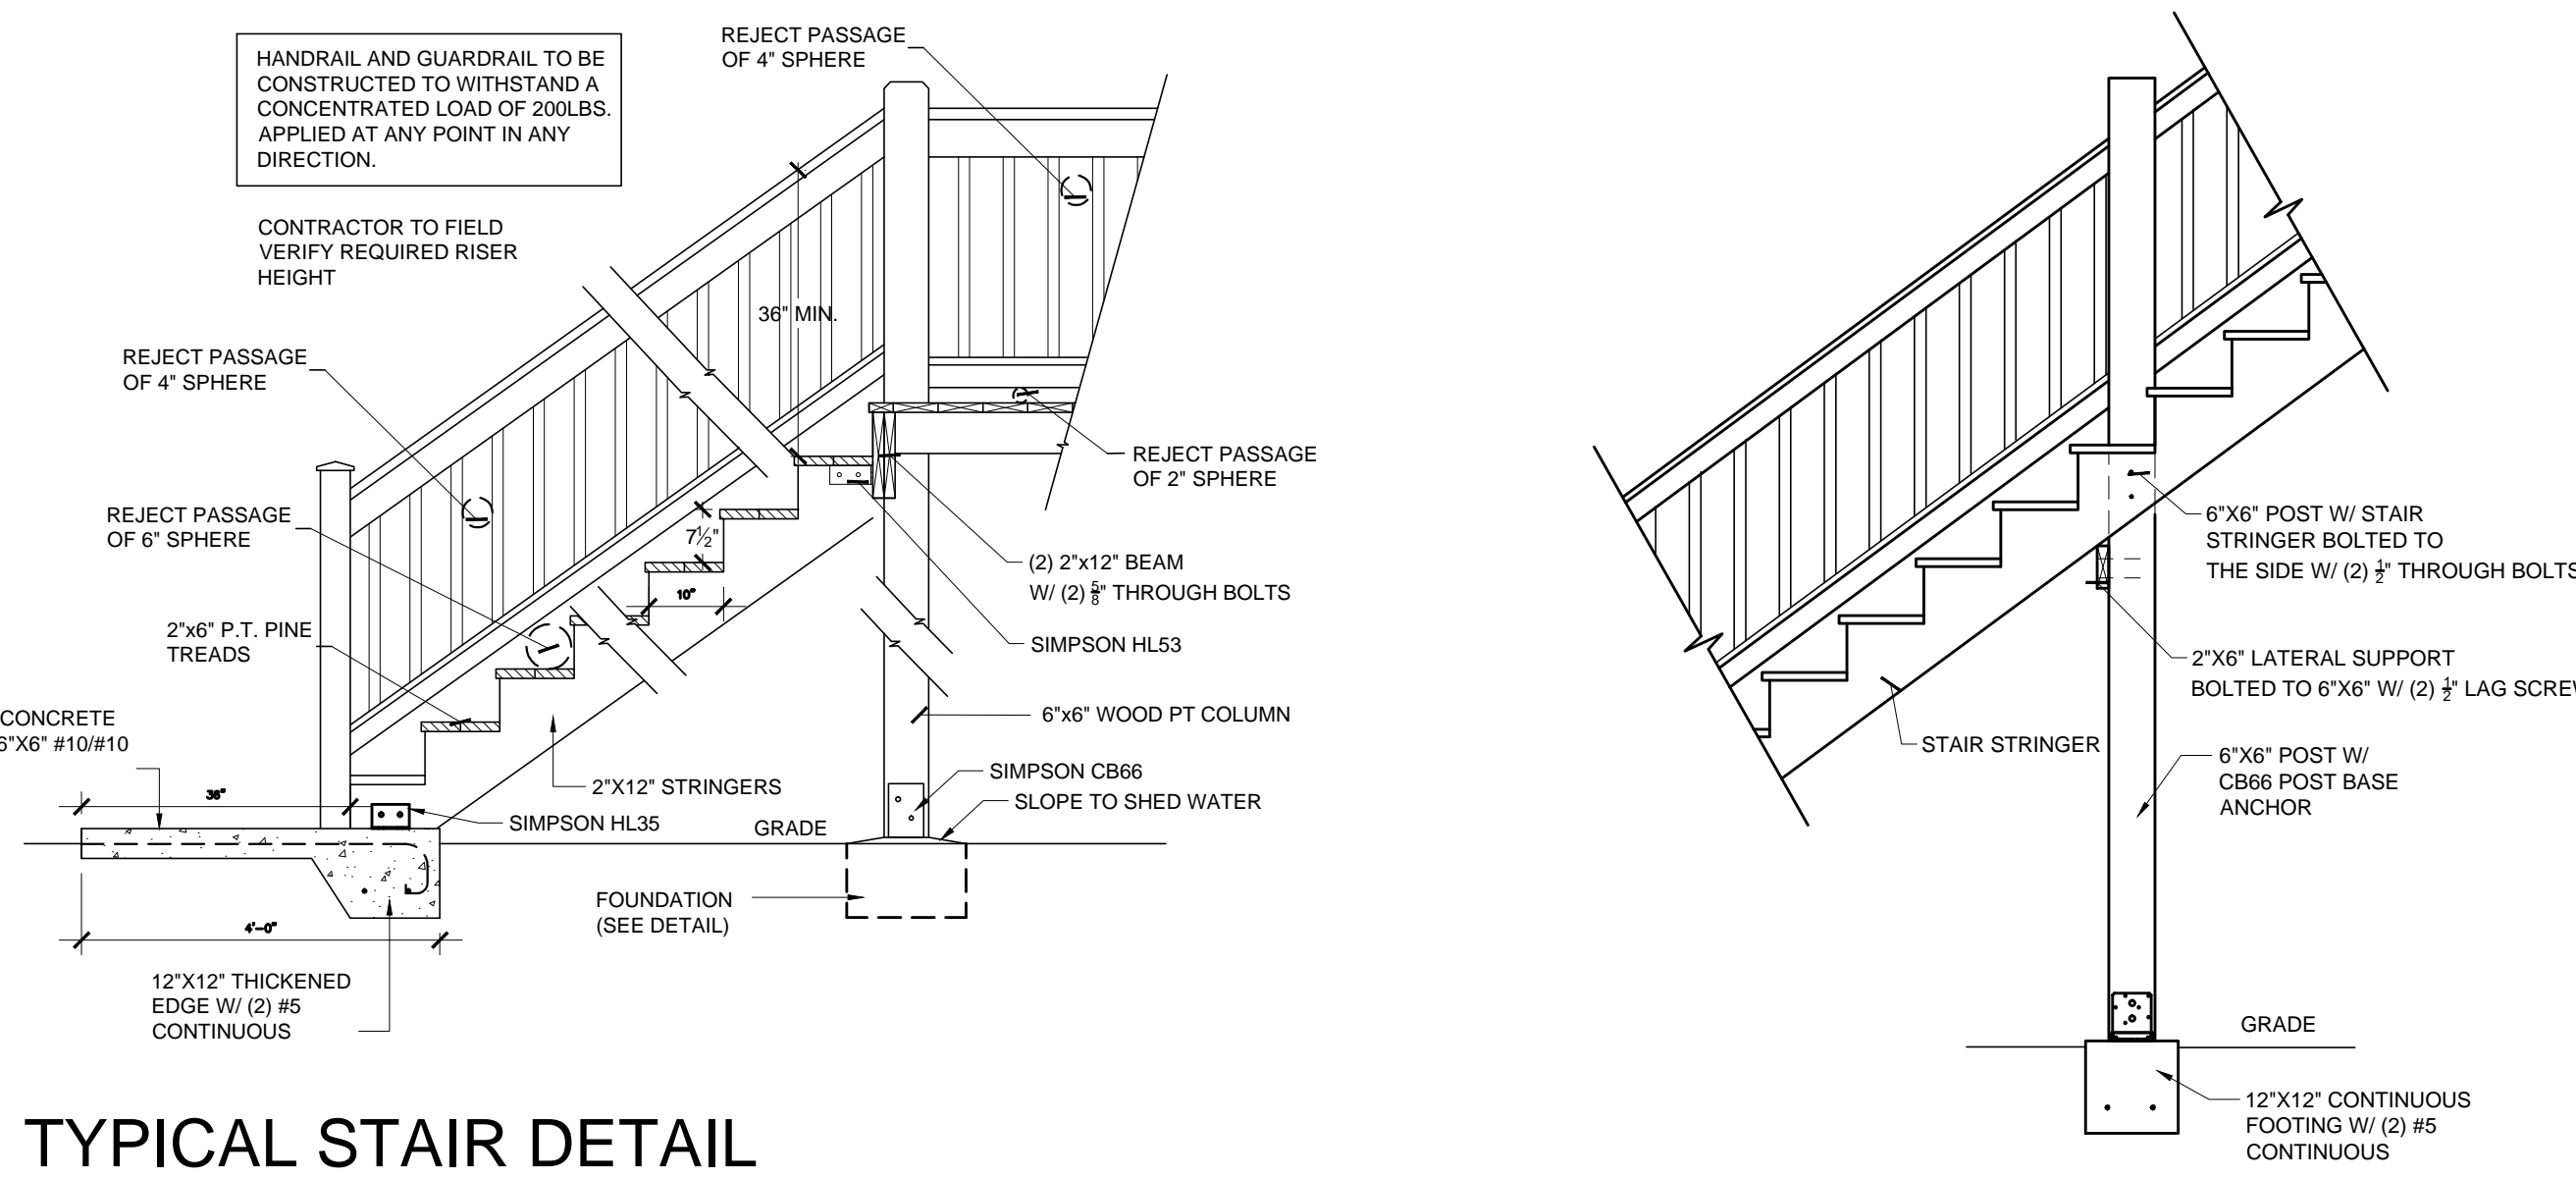 HANDRAIL AND GUARDRAIL TO BE
CONSTRUCTED TO WITHSTAND A
CONCENTRATED LOAD OF 200LBS.
APPLIED AT ANY POINT IN ANY
DIRECTION.
CONTRACTOR TO FIELD
VERIFY REQUIRED RISER
HEIGHT
REJECT PASSAGE
OF 4" SPHERE
36" MIN.
REJECT PASSAGE
OF 4" SPHERE
REJECT PASSAGE
OF 6" SPHERE
2"x6" P.T. PINE
TREADS
CONCRETE
6"X6" #10/#10
36"
4'-0"
12"X12" THICKENED
EDGE W/ (2) #5
CONTINUOUS
7½"
10"
2"X12" STRINGERS
SIMPSON HL35
GRADE
FOUNDATION
(SEE DETAIL)
REJECT PASSAGE
OF 2" SPHERE
(2) 2"x12" BEAM
W/ (2) ⅝" THROUGH BOLTS
SIMPSON HL53
6"x6" WOOD PT COLUMN
SIMPSON CB66
SLOPE TO SHED WATER
6"X6" POST W/ STAIR
STRINGER BOLTED TO
THE SIDE W/ (2) ½" THROUGH BOLTS
2"X6" LATERAL SUPPORT
BOLTED TO 6"X6" W/ (2) ½" LAG SCREW
STAIR STRINGER
6"X6" POST W/
CB66 POST BASE
ANCHOR
GRADE
12"X12" CONTINUOUS
FOOTING W/ (2) #5
CONTINUOUS
TYPICAL STAIR DETAIL